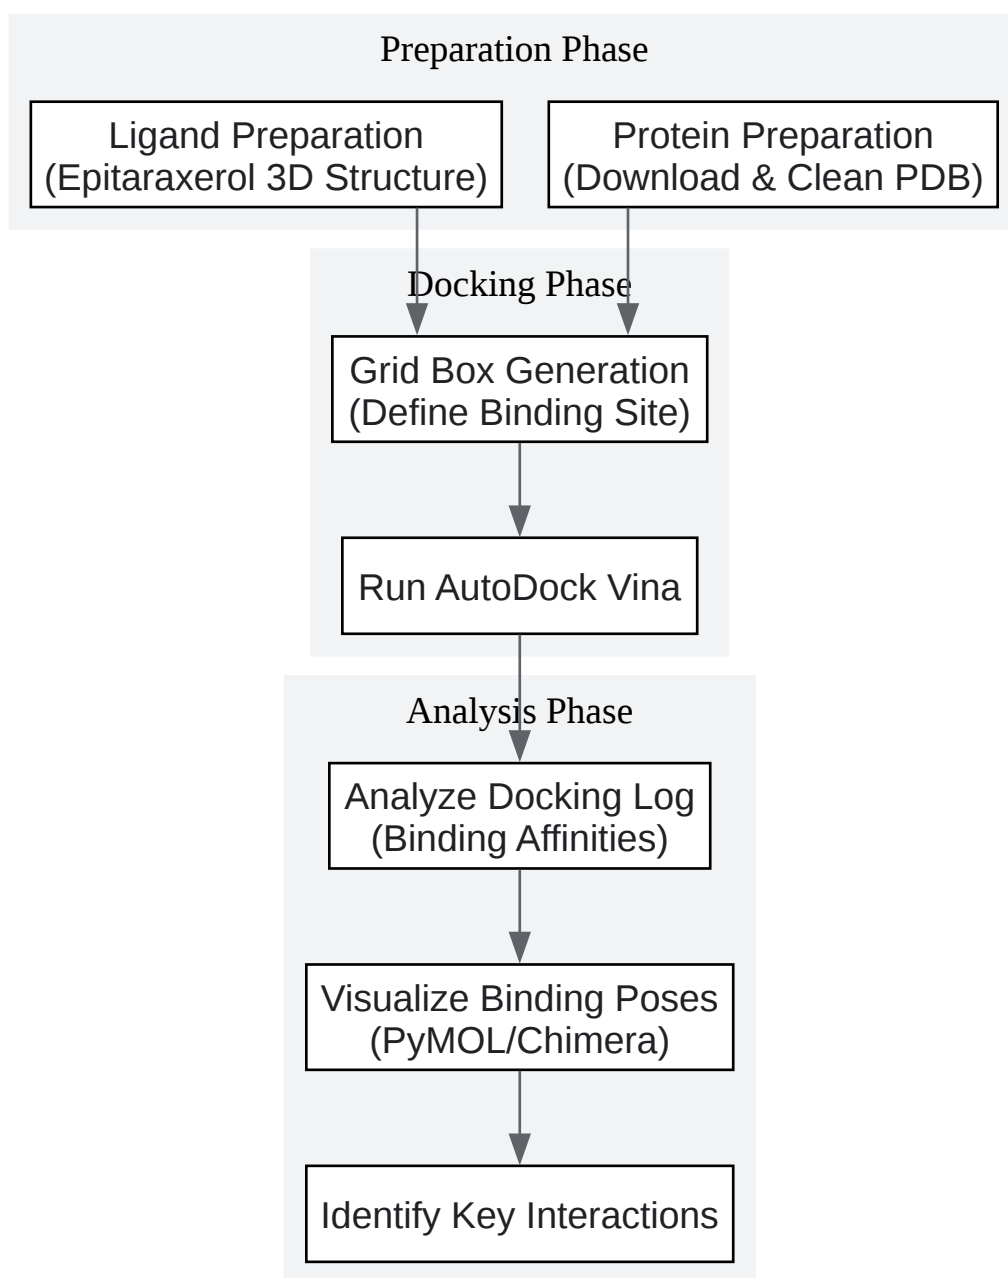 Preparation Phase
Ligand Preparation
(Epitaraxerol 3D Structure)
Protein Preparation
(Download & Clean PDB)
Docking Phase
Grid Box Generation
(Define Binding Site)
Run AutoDock Vina
Analysis Phase
Analyze Docking Log
(Binding Affinities)
Visualize Binding Poses
(PyMOL/Chimera)
Identify Key Interactions